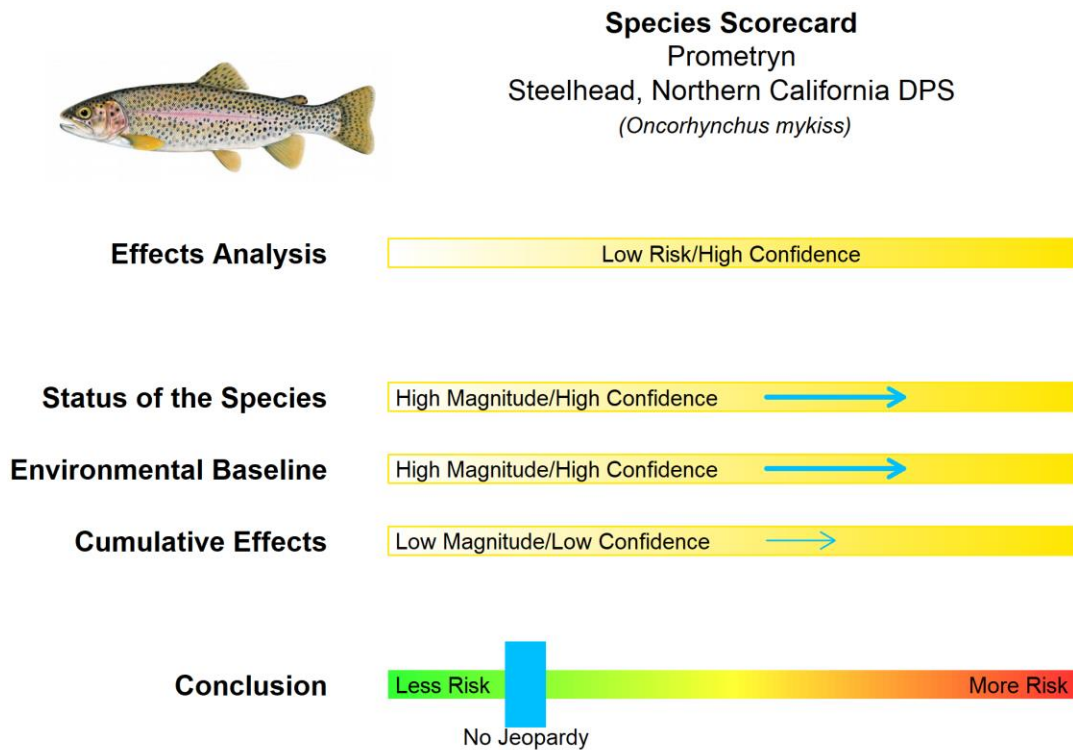 Species Scorecard
Prometryn
Steelhead, Northern California DPS
(Oncorhynchus mykiss)
Effects Analysis
Low Risk/High Confidence
Status of the Species
High Magnitude/High Confidence
Environmental Baseline
High Magnitude/High Confidence
Cumulative Effects
Low Magnitude/Low Confidence
Conclusion
Less Risk
More Risk
No Jeopardy